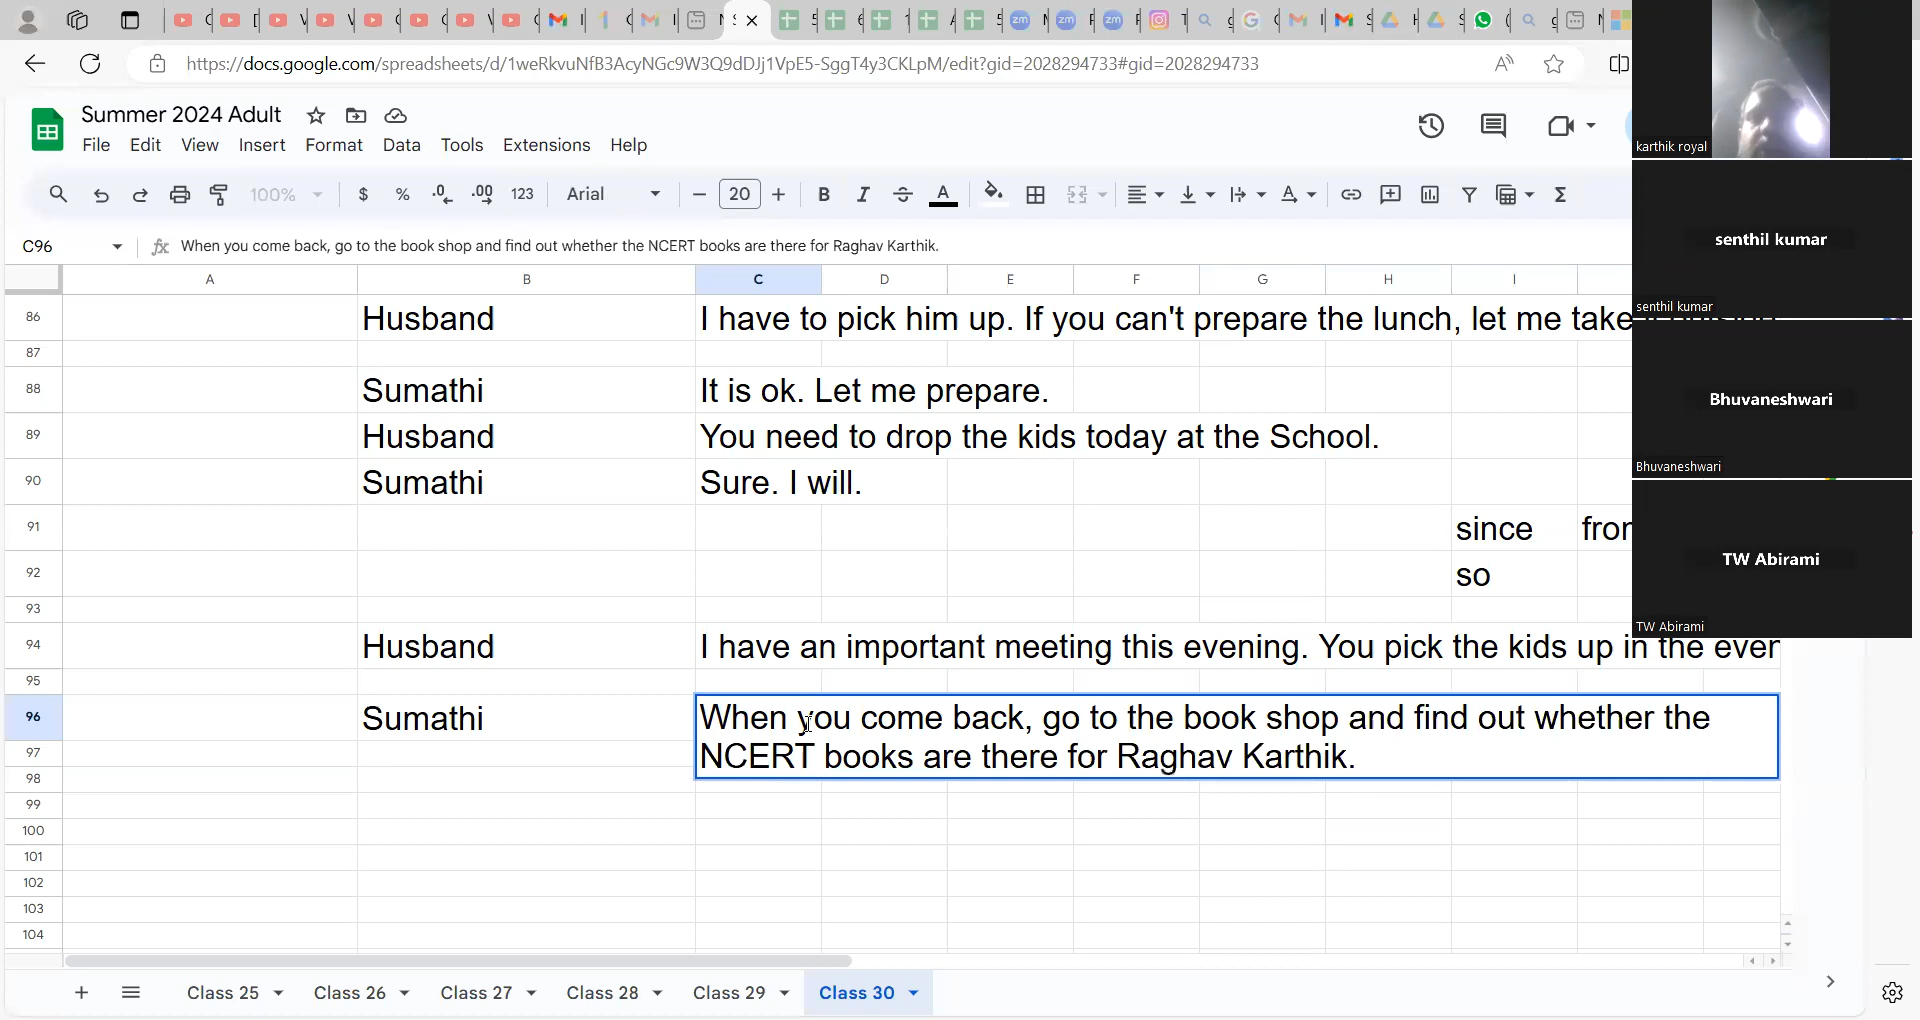 https://docs.google.com/spreadsheets/d/1weRkvuNfB3AcyNGc9W3Q9dDJj1VpE5-SggT4y3CKLpM/edit?gid=2028294733#gid=2028294733
Summer 2024 Adult
File Edit View Insert Format Data Tools Extensions Help
100% $ % .0 .00 123 Arial 20
C96 When you come back, go to the book shop and find out whether the NCERT books are there for Raghav Karthik.
A B C D E F G H I
86 Husband I have to pick him up. If you can't prepare the lunch, let me take
87
88 Sumathi It is ok. Let me prepare.
89 Husband You need to drop the kids today at the School.
90 Sumathi Sure. I will.
91 since
92 so
93
94 Husband I have an important meeting this evening. You pick the kids up in the
95
96 Sumathi When you come back, go to the book shop and find out whether the
NCERT books are there for Raghav Karthik.
97
98
99
100
101
102
103
104
Class 25 Class 26 Class 27 Class 28 Class 29 Class 30
karthik royal
senthil kumar
senthil kumar
Bhuvaneshwari
Bhuvaneshwari
TW Abirami
TW Abirami